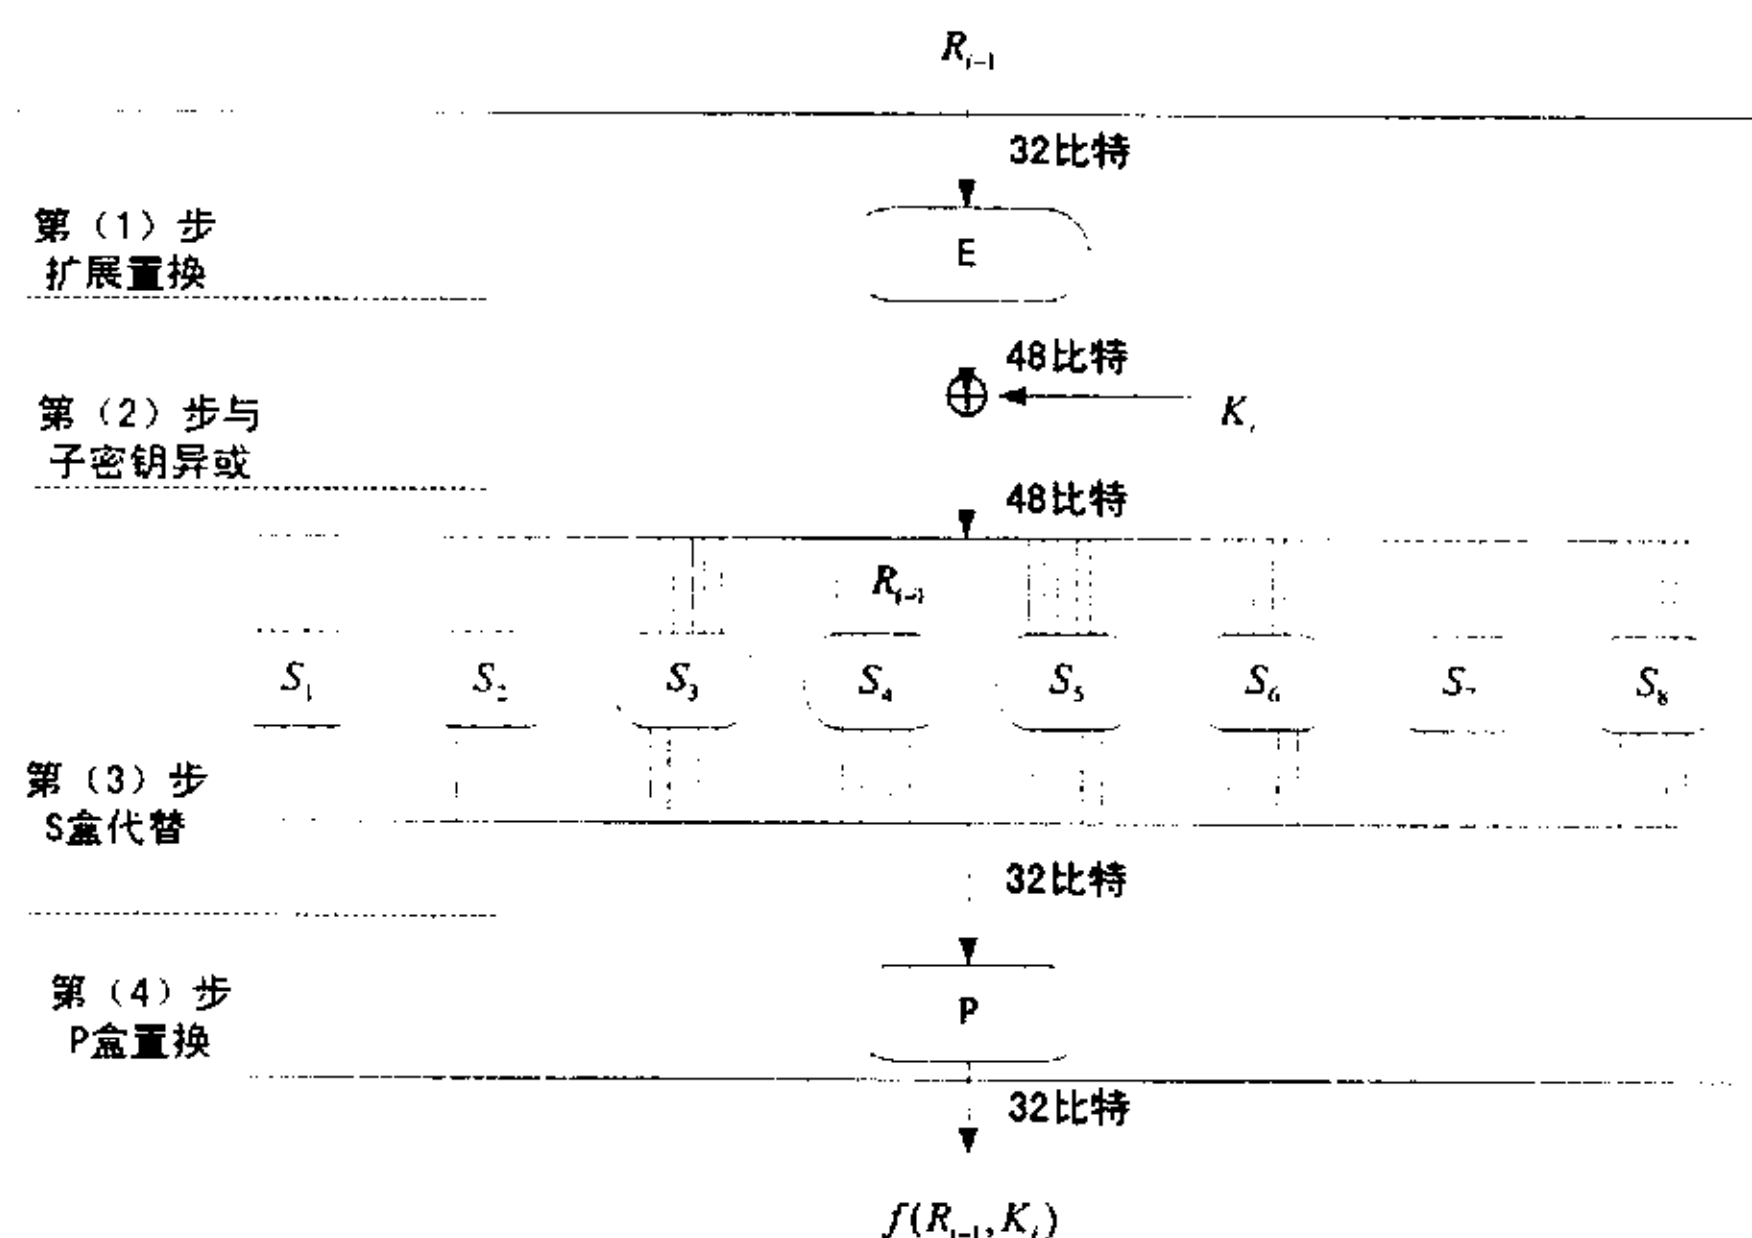 R_{i-1}
32比特
第（1）步
扩展置换
E
48比特
K_i
第（2）步与
子密钥异或
48比特
R_{i-1}
S_1 S_2 S_3 S_4 S_5 S_6 S_7 S_8
第（3）步
S盒代替
32比特
第（4）步
P盒置换
P
32比特
f(R_{i-1}, K_i)